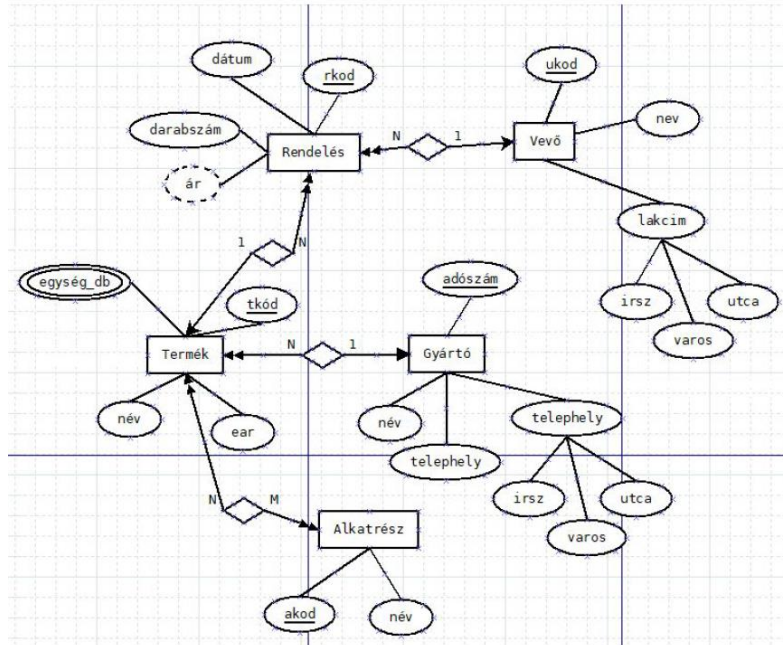 dátum
rkod
ukod
darabszám
nev
Rendelés
N
1
Vevő
ár
lakcim
1
N
egység_db
adószám
irsz
utca
tkód
varos
Termék
N
1
Gyártó
név
ear
név
telephely
telephely
irsz
utca
N
M
varos
Alkatrész
akod
név